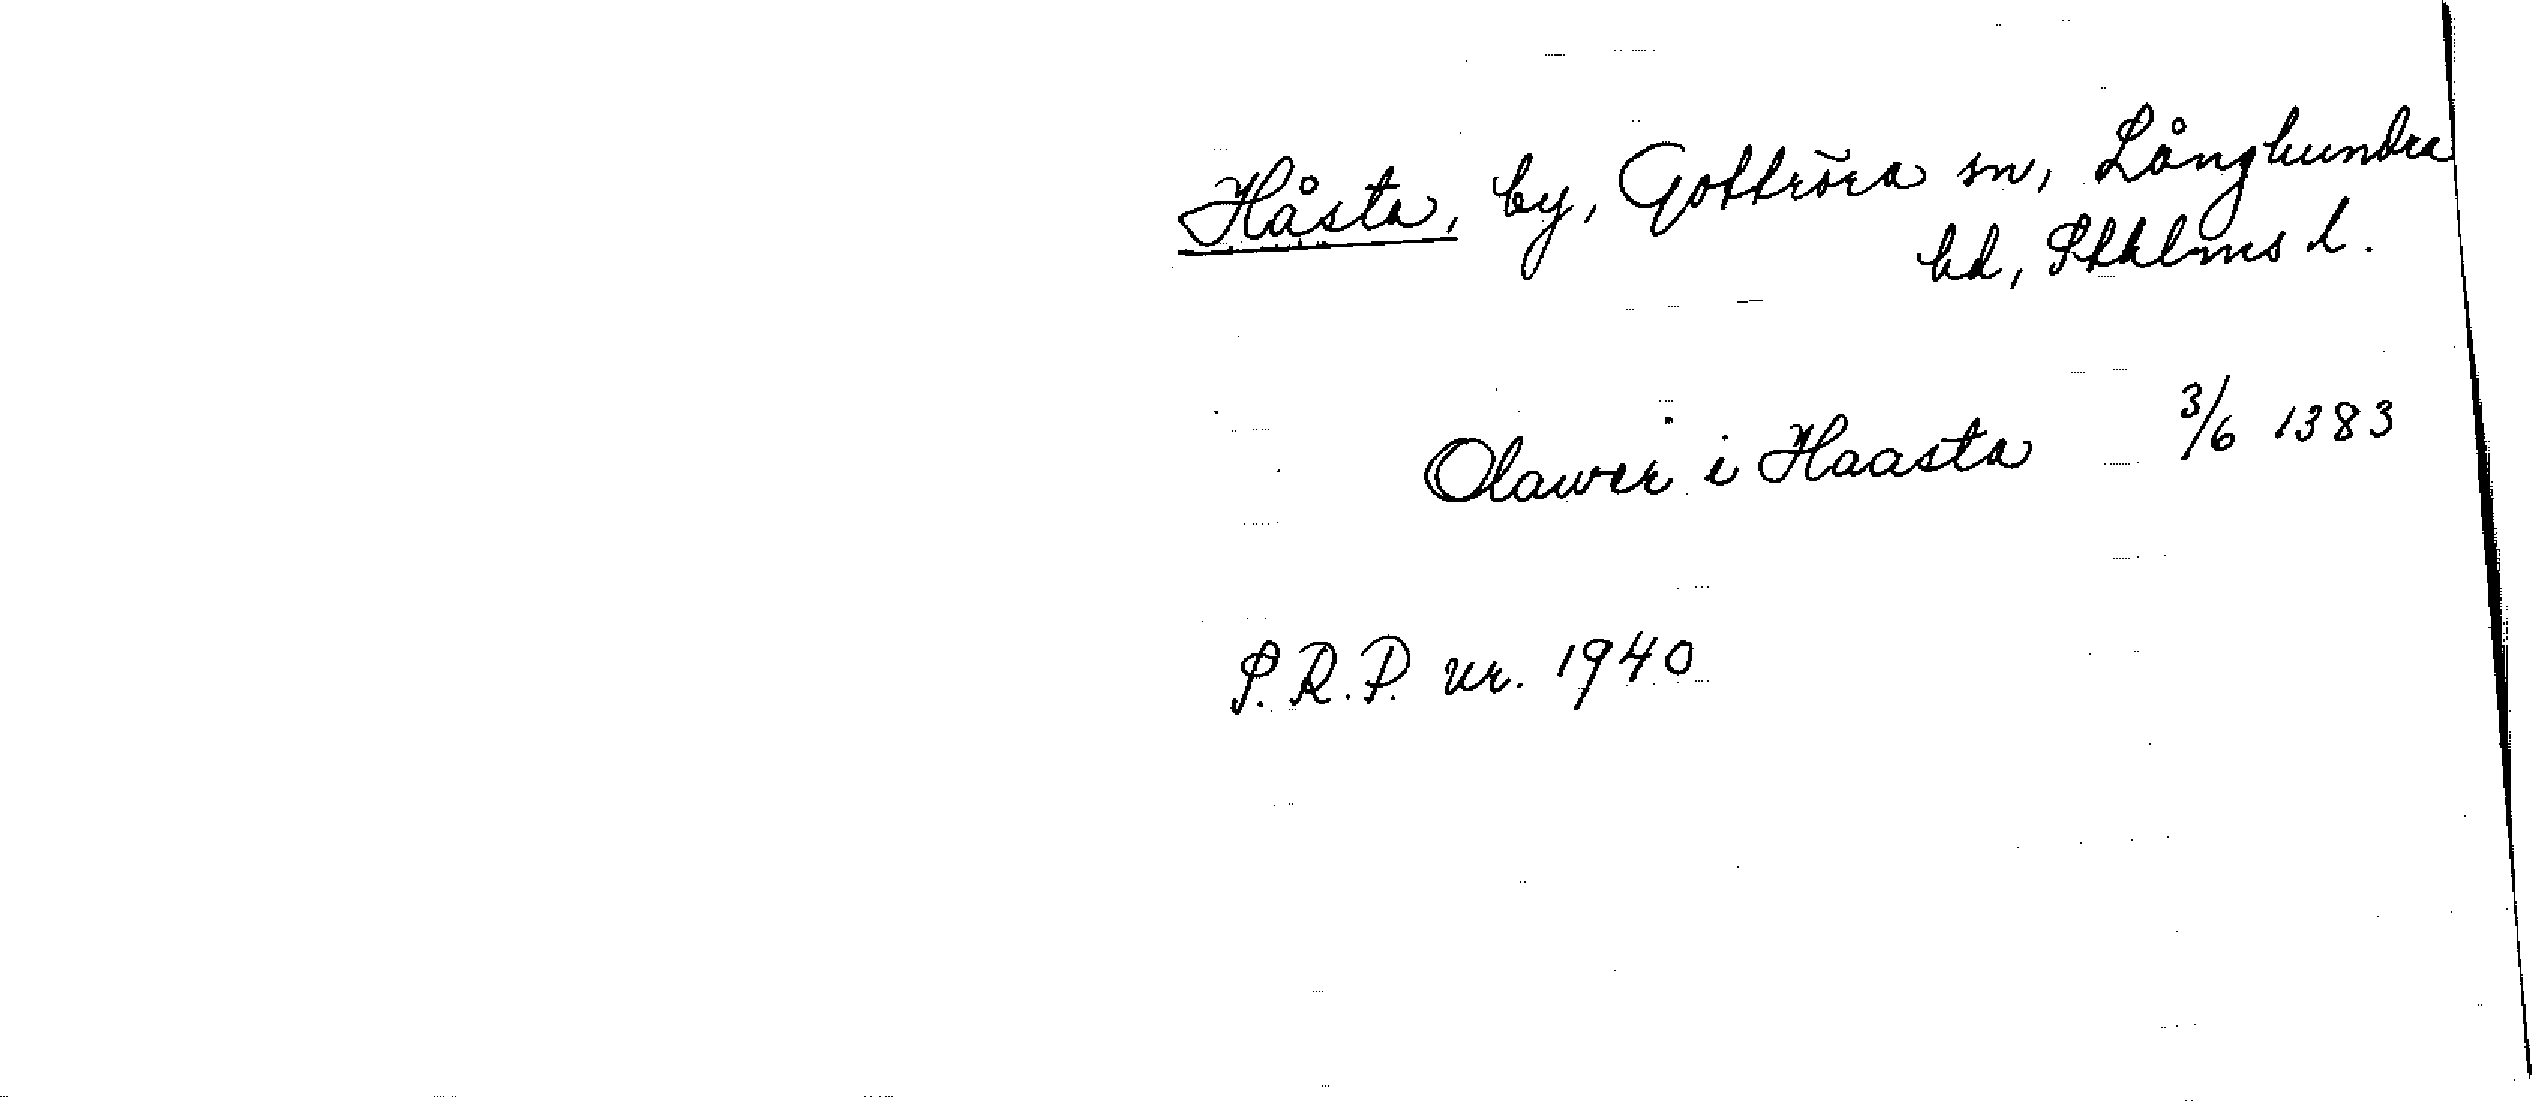 Håsta, by, Gottröra sn, Långhundra
hd, Sthlms l.
Olawer i Haasta 3/6 1383
S.R.P. nr. 1940